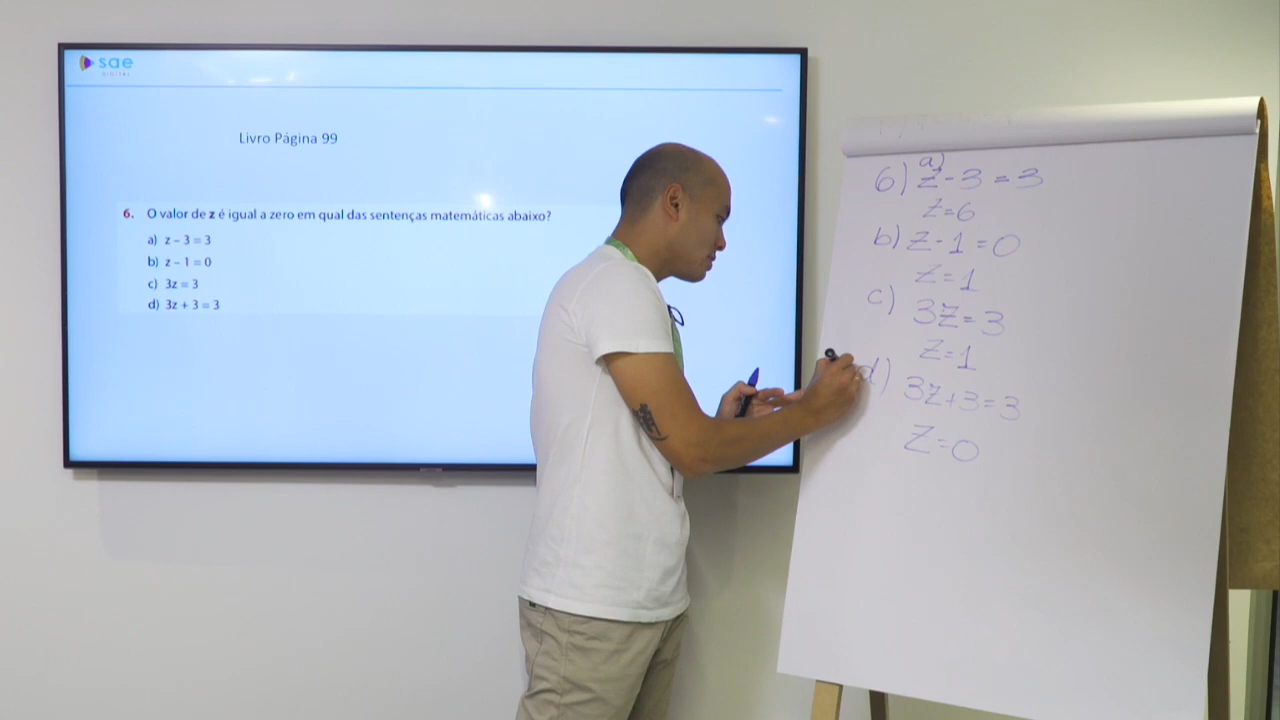 sae
DIGITAL
Livro Página 99
6. O valor de z é igual a zero em qual das sentenças matemáticas abaixo?
a) z – 3 = 3
b) z – 1 = 0
c) 3z = 3
d) 3z + 3 = 3
6) a) z - 3 = 3
z = 6
b) z - 1 = 0
z = 1
c) 3z = 3
z = 1
d) 3z + 3 = 3
z = 0